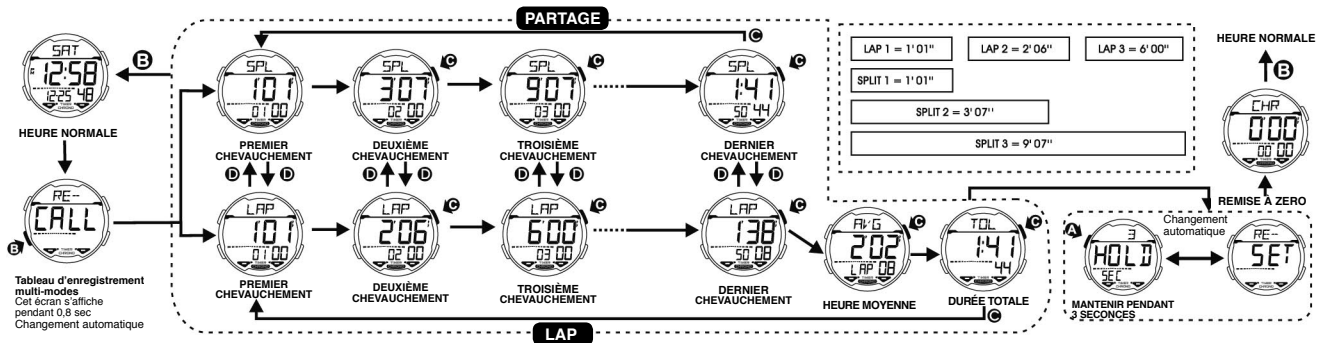 PARTAGE
SAT
12:58
12:25 48
HEURE NORMALE
B
SPL
1'01
01 00
PREMIER
CHEVAUCHEMENT
SPL
3'07
02 00
DEUXIÈME
CHEVAUCHEMENT
SPL
9'07
03 00
TROISIÈME
CHEVAUCHEMENT
SPL
1:41
50 44
DERNIER
CHEVAUCHEMENT
C
C
C
C
LAP 1 = 1' 01"
LAP 2 = 2' 06"
LAP 3 = 6' 00"
SPLIT 1 = 1' 01"
SPLIT 2 = 3' 07"
SPLIT 3 = 9' 07"
HEURE NORMALE
B
CHR
0'00
00 00
REMISE A ZERO
D D
D D
D D
D D
RE-
CALL
B
Tableau d'enregistrement
multi-modes
Cet écran s'affiche
pendant 0,8 sec
Changement automatique
LAP
1'01
01 00
PREMIER
CHEVAUCHEMENT
LAP
2'06
02 00
DEUXIÈME
CHEVAUCHEMENT
C
LAP
6'00
03 00
TROISIÈME
CHEVAUCHEMENT
C
LAP
1'38
50 08
DERNIER
CHEVAUCHEMENT
C
AVG
2'02
LAP 08
HEURE MOYENNE
C
TOL
1:41
44
DURÉE TOTALE
C
C
LAP
A
3
HOLD
SEC
MANTENIR PENDANT
3 SECONCES
Changement
automatique
RE-
SET